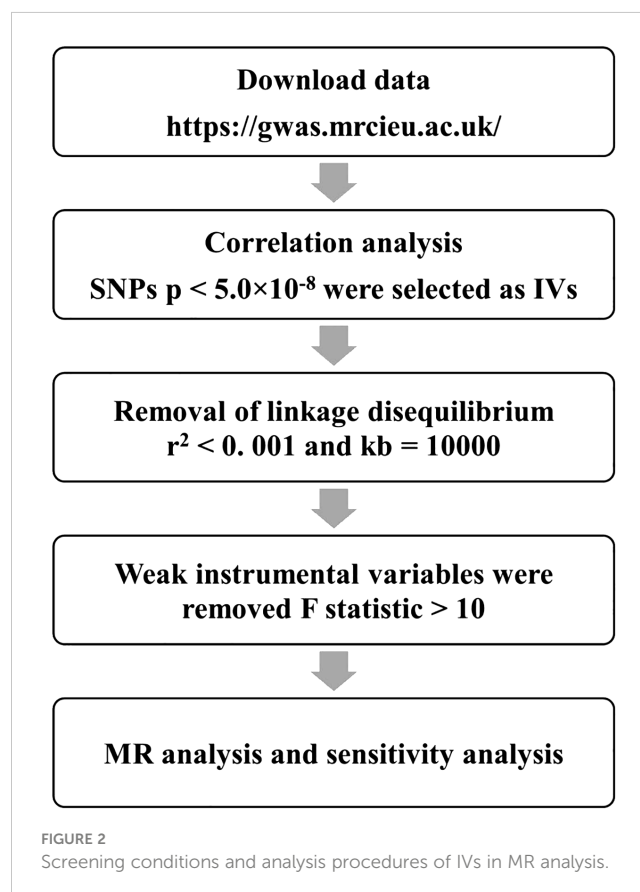 Download data
https://gwas.mrcieu.ac.uk/
Correlation analysis
SNPs p < 5.0×10⁻⁸ were selected as IVs
Removal of linkage disequilibrium
r² < 0. 001 and kb = 10000
Weak instrumental variables were
removed F statistic > 10
MR analysis and sensitivity analysis
FIGURE 2
Screening conditions and analysis procedures of IVs in MR analysis.